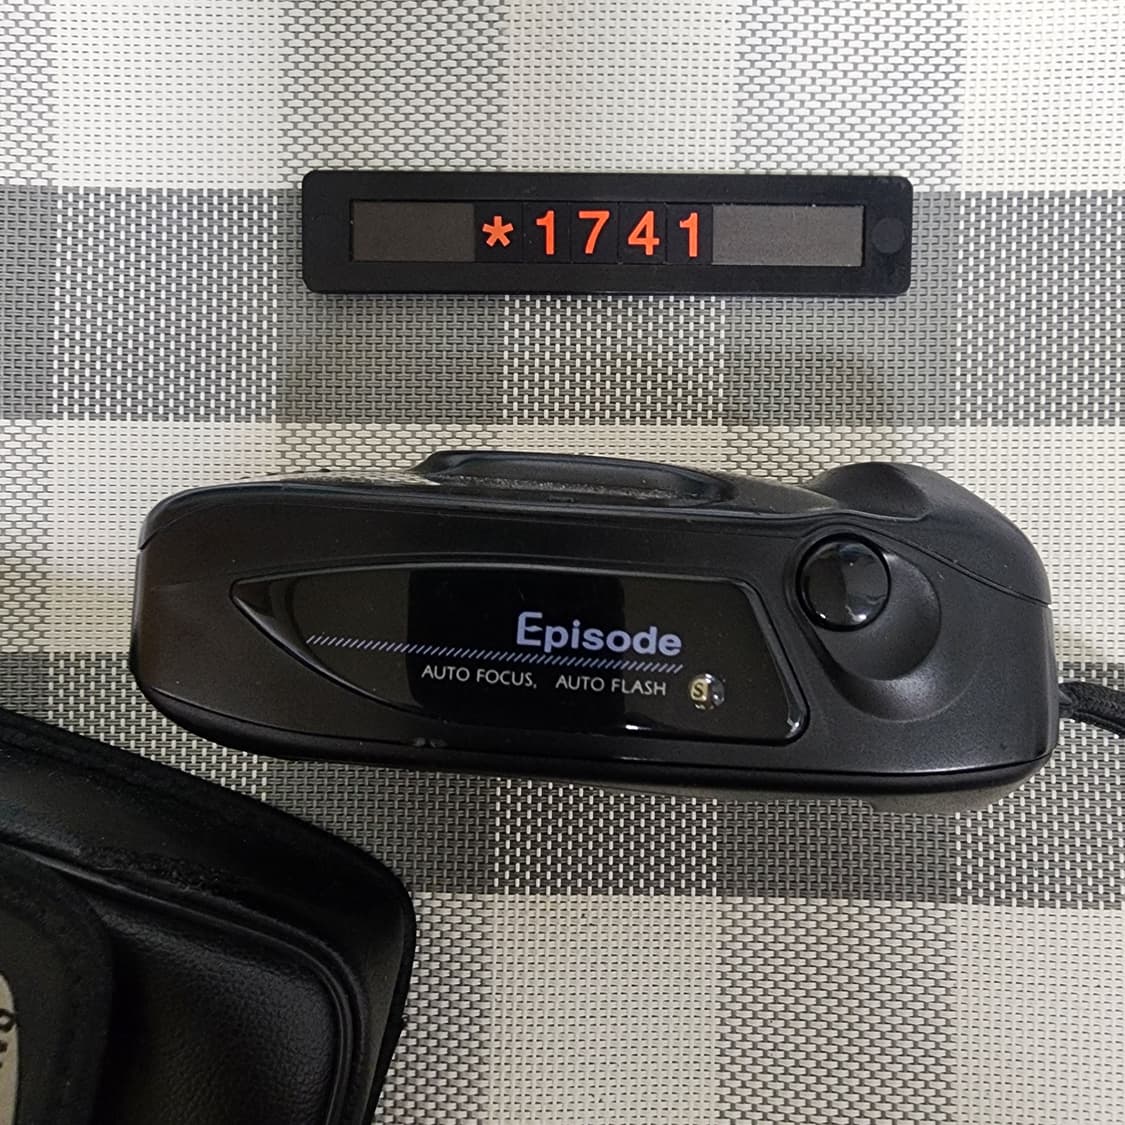 *1741
Episode
AUTO FOCUS, AUTO FLASH
S